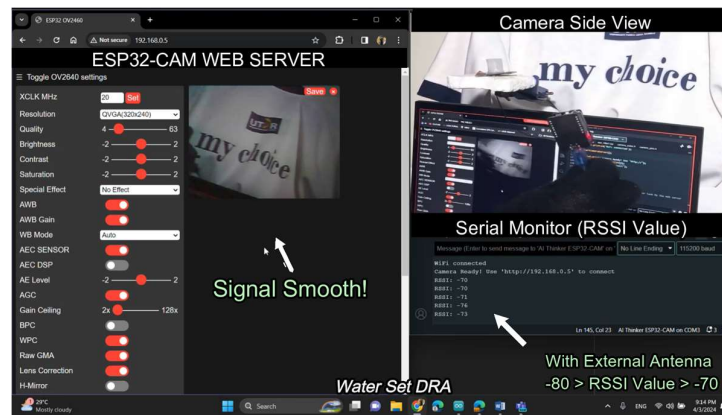 ESP32 OV2460
Not secure 192.168.0.5
ESP32-CAM WEB SERVER
Toggle OV2640 settings
XCLK MHz 20 Set
Resolution QVGA(320x240)
Quality 4 63
Brightness -2 2
Contrast -2 2
Saturation -2 2
Special Effect No Effect
AWB
AWB Gain
WB Mode Auto
AEC SENSOR
AEC DSP
AE Level -2 2
AGC
Gain Ceiling 2x 128x
BPC
WPC
Raw GMA
Lens Correction
H-Mirror
Save
UTAR
my choice
Signal Smooth!
Camera Side View
my choice
Serial Monitor (RSSI Value)
Message (Enter to send message to 'AI Thinker ESP32-CAM' on
No Line Ending
115200 baud
WiFi connected
Camera Ready! Use 'http://192.168.0.5' to connect
RSSI: -70
RSSI: -70
RSSI: -71
RSSI: -76
RSSI: -73
Ln 145, Col 23 AI Thinker ESP32-CAM on COM3 3
With External Antenna
-80 > RSSI Value > -70
Water Set DRA
29°C
Mostly cloudy
Search
ENG
9:14 PM
4/3/2024